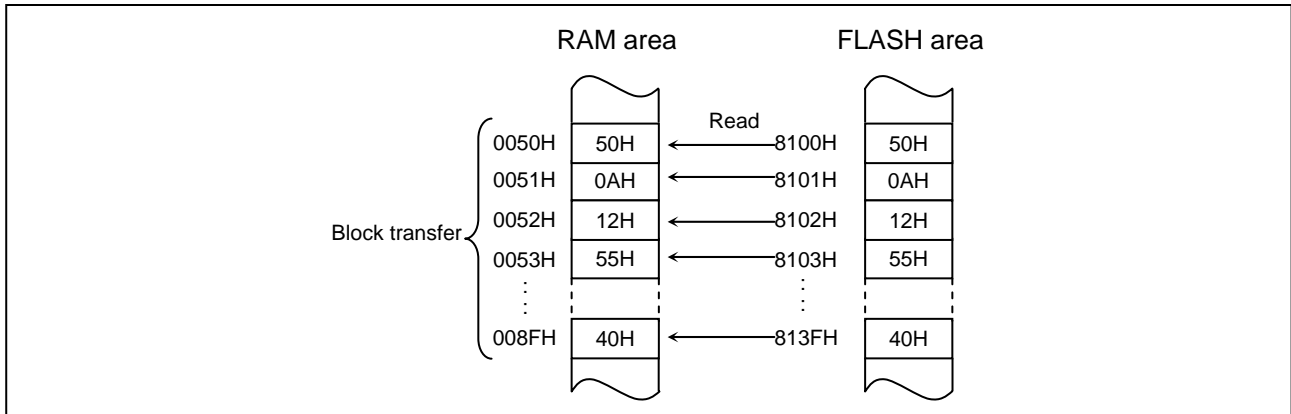 RAM area FLASH area
Read
0050H 50H 8100H 50H
0051H 0AH 8101H 0AH
0052H 12H 8102H 12H
Block transfer
0053H 55H 8103H 55H
008FH 40H 813FH 40H